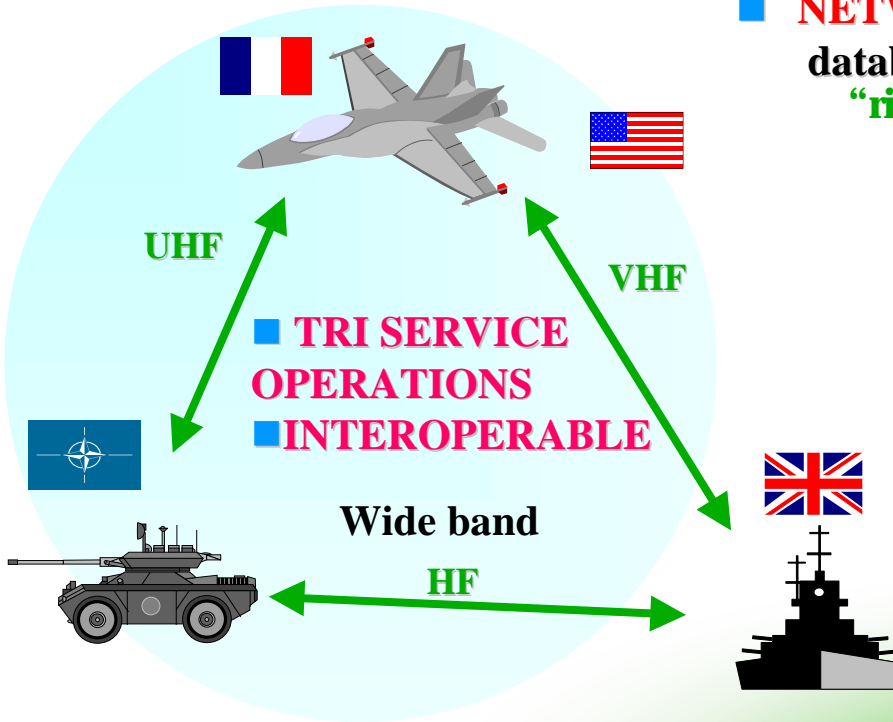 UHF
VHF
TRI SERVICE
OPERATIONS
INTEROPERABLE
Wide band
HF